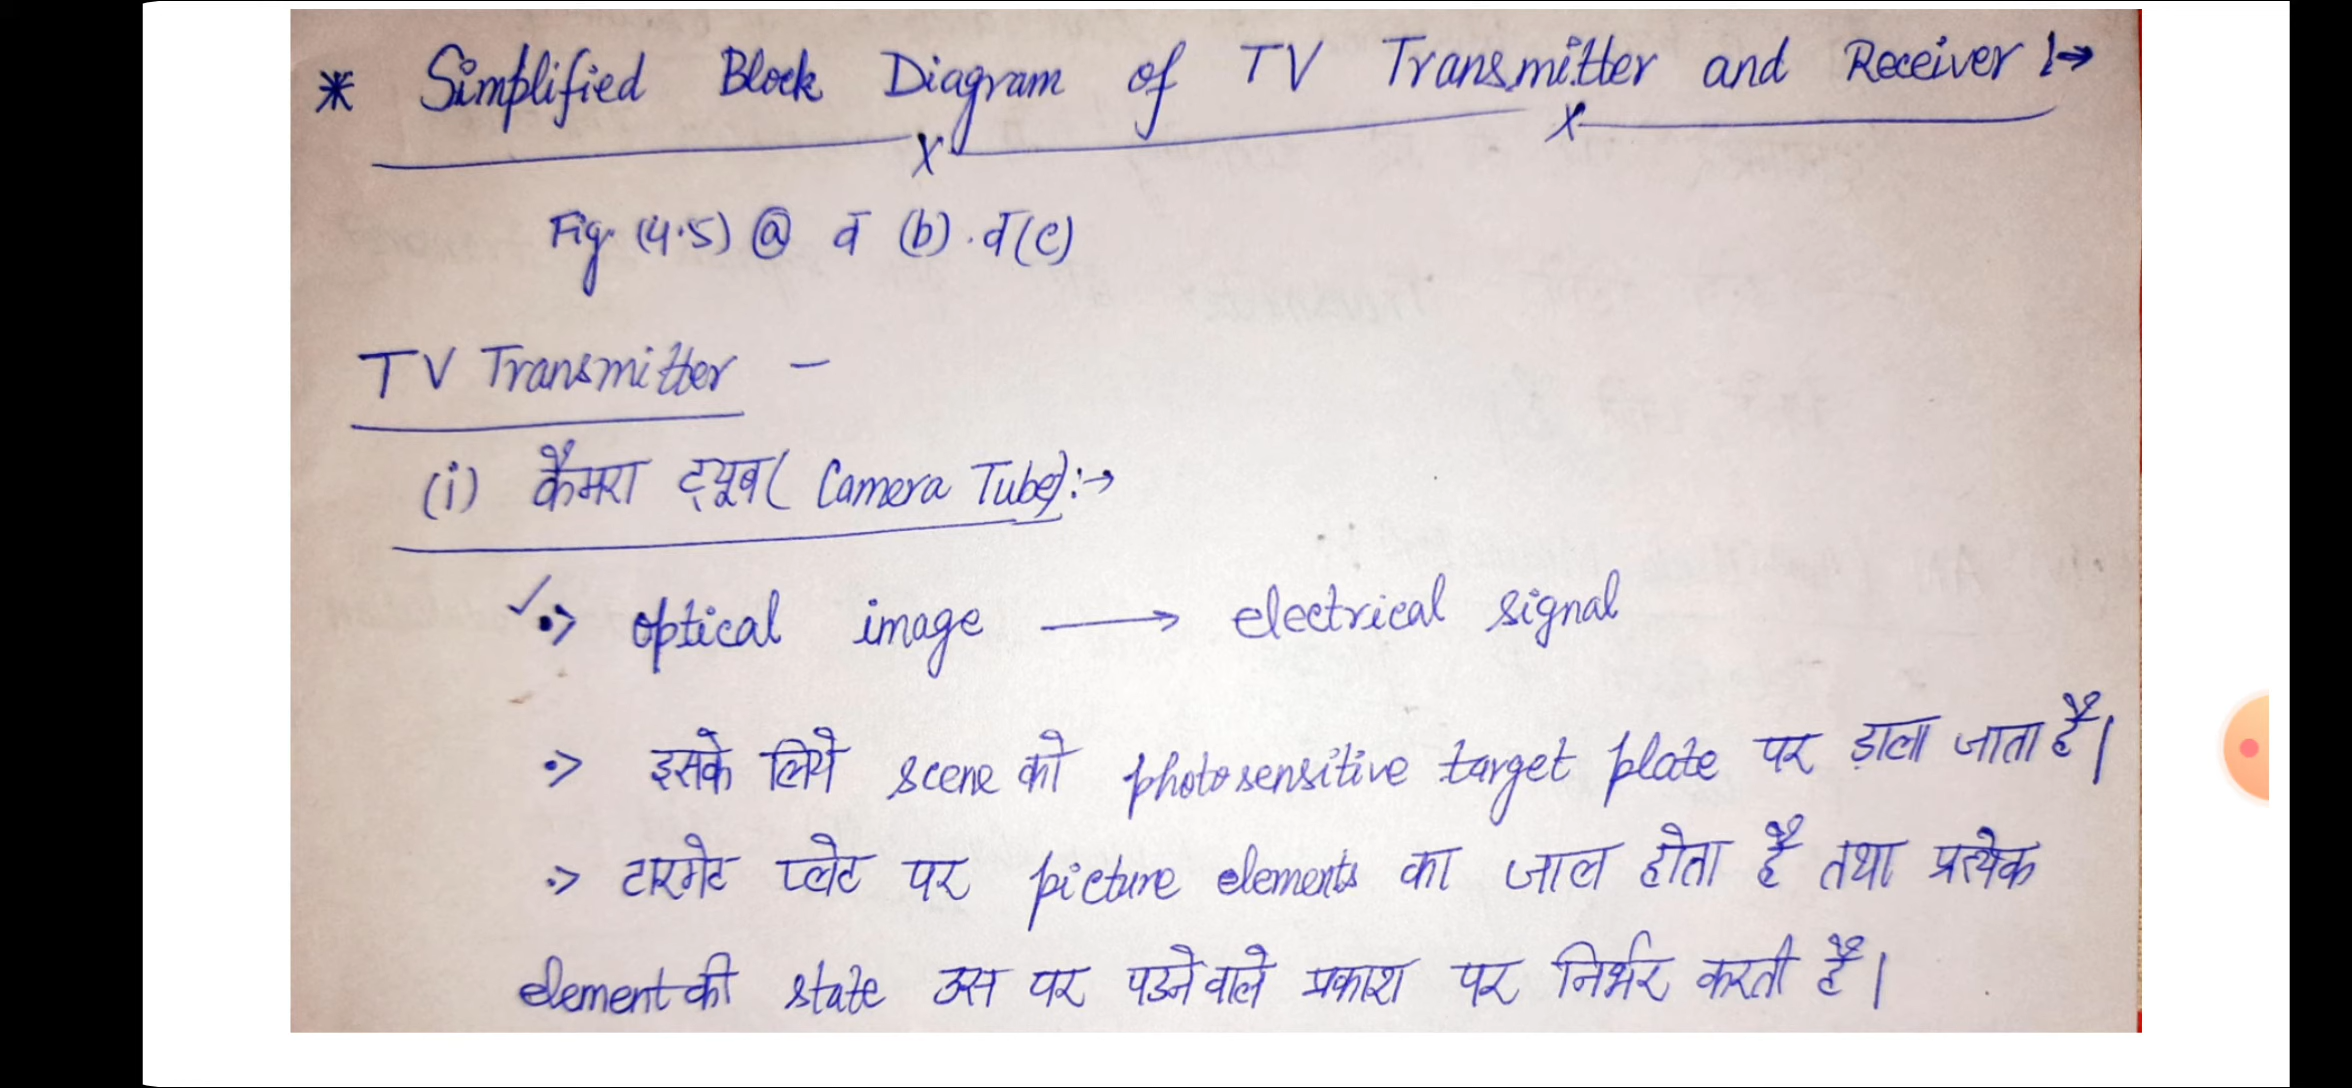 * Simplified Block Diagram of TV Transmitter and Receiver :→
Fig. (4.5) @ व (b) . व (c)
TV Transmitter -
(i) कैमरा ट्यूब ( Camera Tube) :→
optical image → electrical signal
इसके लिये scene को photosensitive target plate पर ड़ाला जाता है।
टारगेट प्लेट पर picture elements का जाल होता है तथा प्रत्येक
element की state उस पर पडने वाले प्रकाश पर निर्भर करती है।